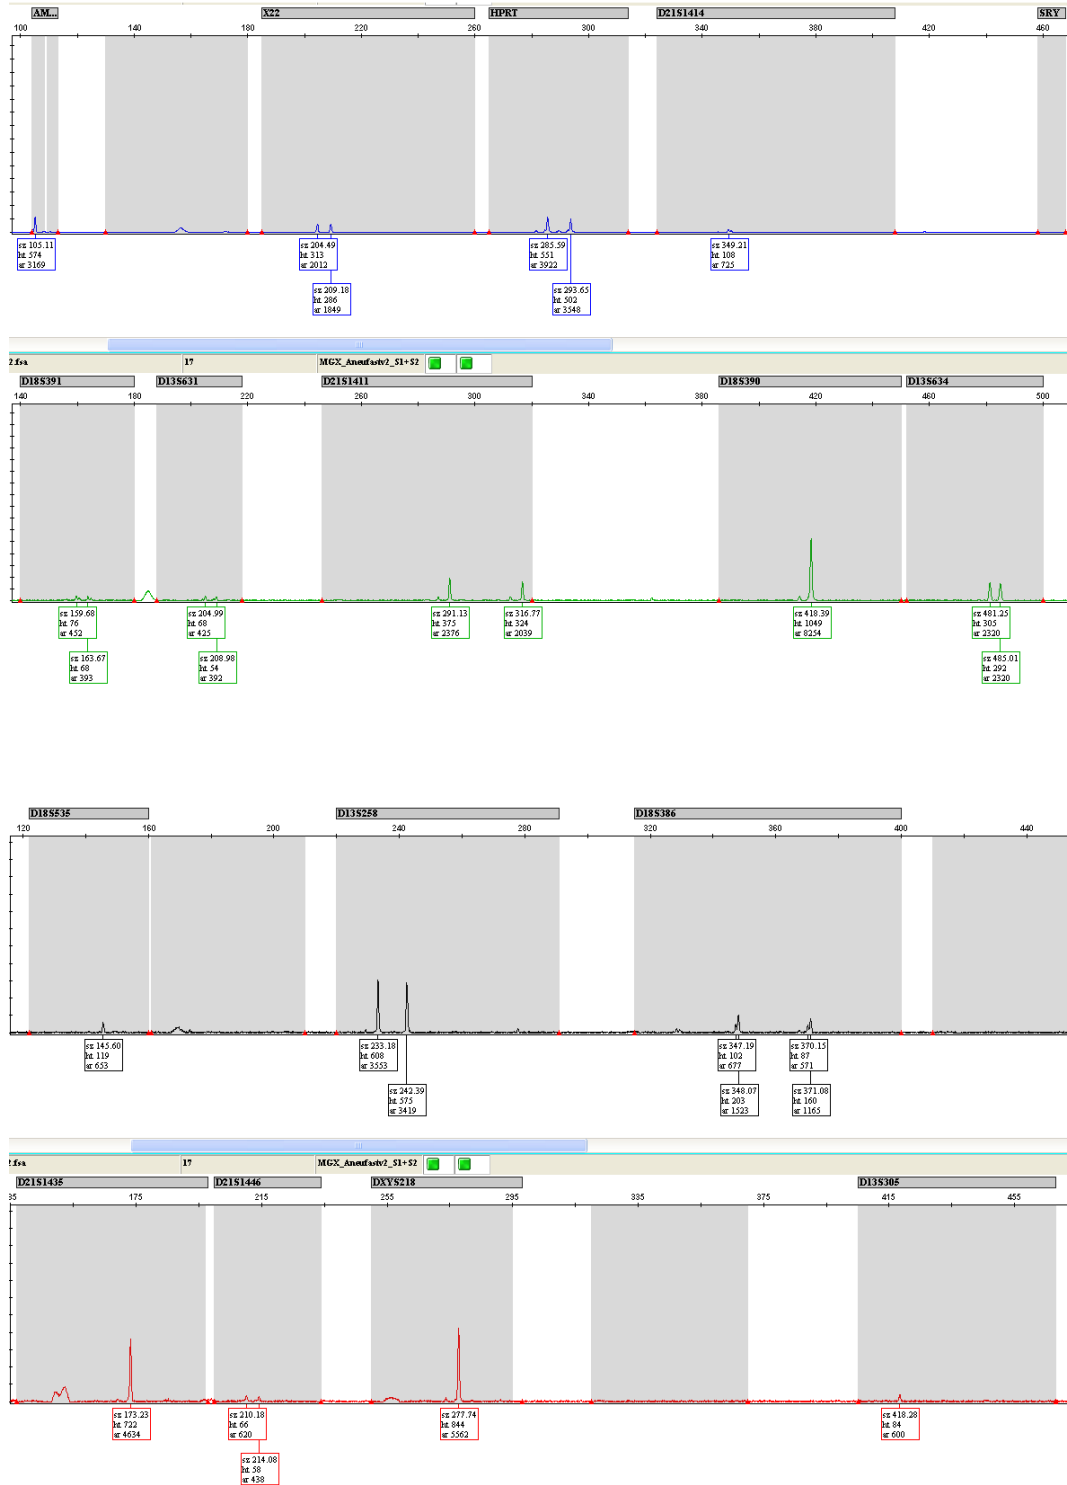 AM... X22 HPRT D21S1414 SRY
100 140 180 220 260 300 340 380 420 460
sz 105.11
ht 574
ar 3169
sz 204.49
ht 313
ar 2012
sz 209.18
ht 286
ar 1849
sz 285.59
ht 551
ar 3922
sz 293.65
ht 502
ar 3548
sz 349.21
ht 108
ar 725
2.fsa 17 MGX_Aneufastv2_S1+S2
D18S391 D13S631 D21S1411 D18S390 D13S634
140 180 220 260 300 340 380 420 460 500
sz 159.68
ht 76
ar 452
sz 163.67
ht 68
ar 393
sz 204.99
ht 68
ar 425
sz 208.98
ht 54
ar 392
sz 291.13
ht 375
ar 2376
sz 316.77
ht 324
ar 2039
sz 418.39
ht 1049
ar 8254
sz 481.25
ht 305
ar 2320
sz 485.01
ht 292
ar 2320
D18S535 D13S258 D18S386
120 160 200 240 280 320 360 400 440
sz 145.60
ht 119
ar 653
sz 233.18
ht 608
ar 3553
sz 242.39
ht 575
ar 3419
sz 347.19
ht 102
ar 677
sz 348.07
ht 203
ar 1523
sz 370.15
ht 87
ar 571
sz 371.08
ht 160
ar 1165
2.fsa 17 MGX_Aneufastv2_S1+S2
D21S1435 D21S1446 DXYS218 D13S305
35 175 215 255 295 335 375 415 455
sz 173.23
ht 722
ar 4634
sz 210.18
ht 66
ar 620
sz 214.08
ht 58
ar 438
sz 277.74
ht 844
ar 5562
sz 418.28
ht 84
ar 600